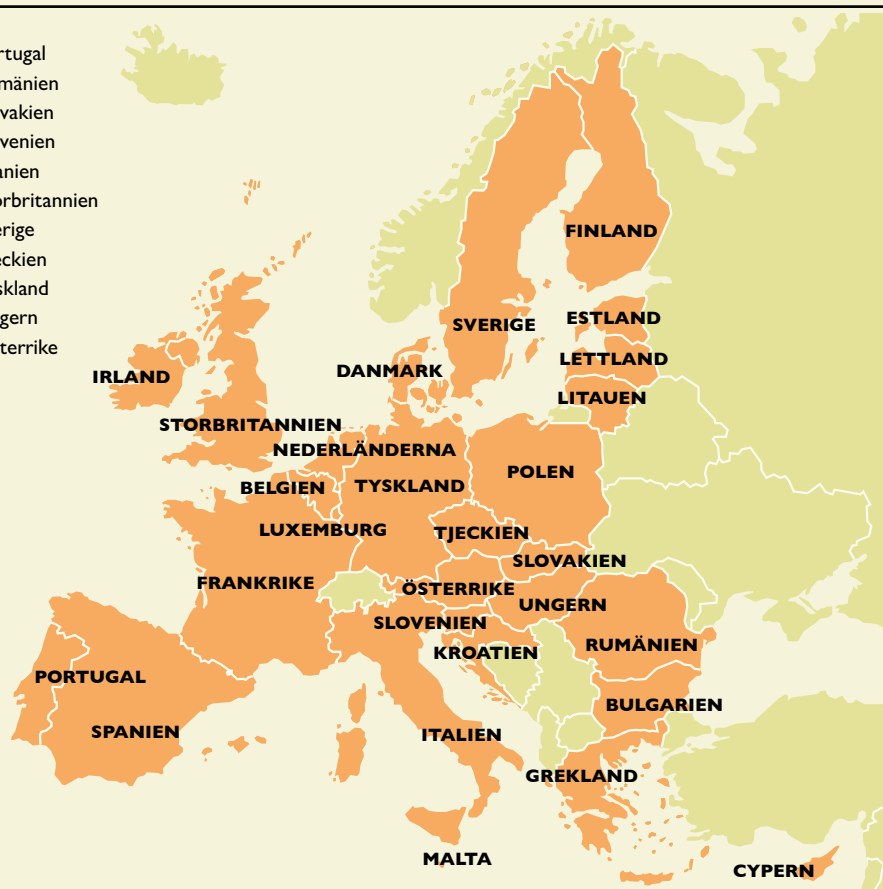 rtugal
mänien
vakien
venien
anien
orbritannien
erige
eckien
skland
gern
terrike
FINLAND
SVERIGE
ESTLAND
LETTLAND
DANMARK
IRLAND
LITAUEN
STORBRITANNIEN
NEDERLÄNDERNA
POLEN
BELGIEN
TYSKLAND
LUXEMBURG
TJECKIEN
SLOVAKIEN
FRANKRIKE
ÖSTERRIKE
UNGERN
SLOVENIEN
RUMÄNIEN
KROATIEN
PORTUGAL
BULGARIEN
SPANIEN
ITALIEN
GREKLAND
MALTA
CYPERN